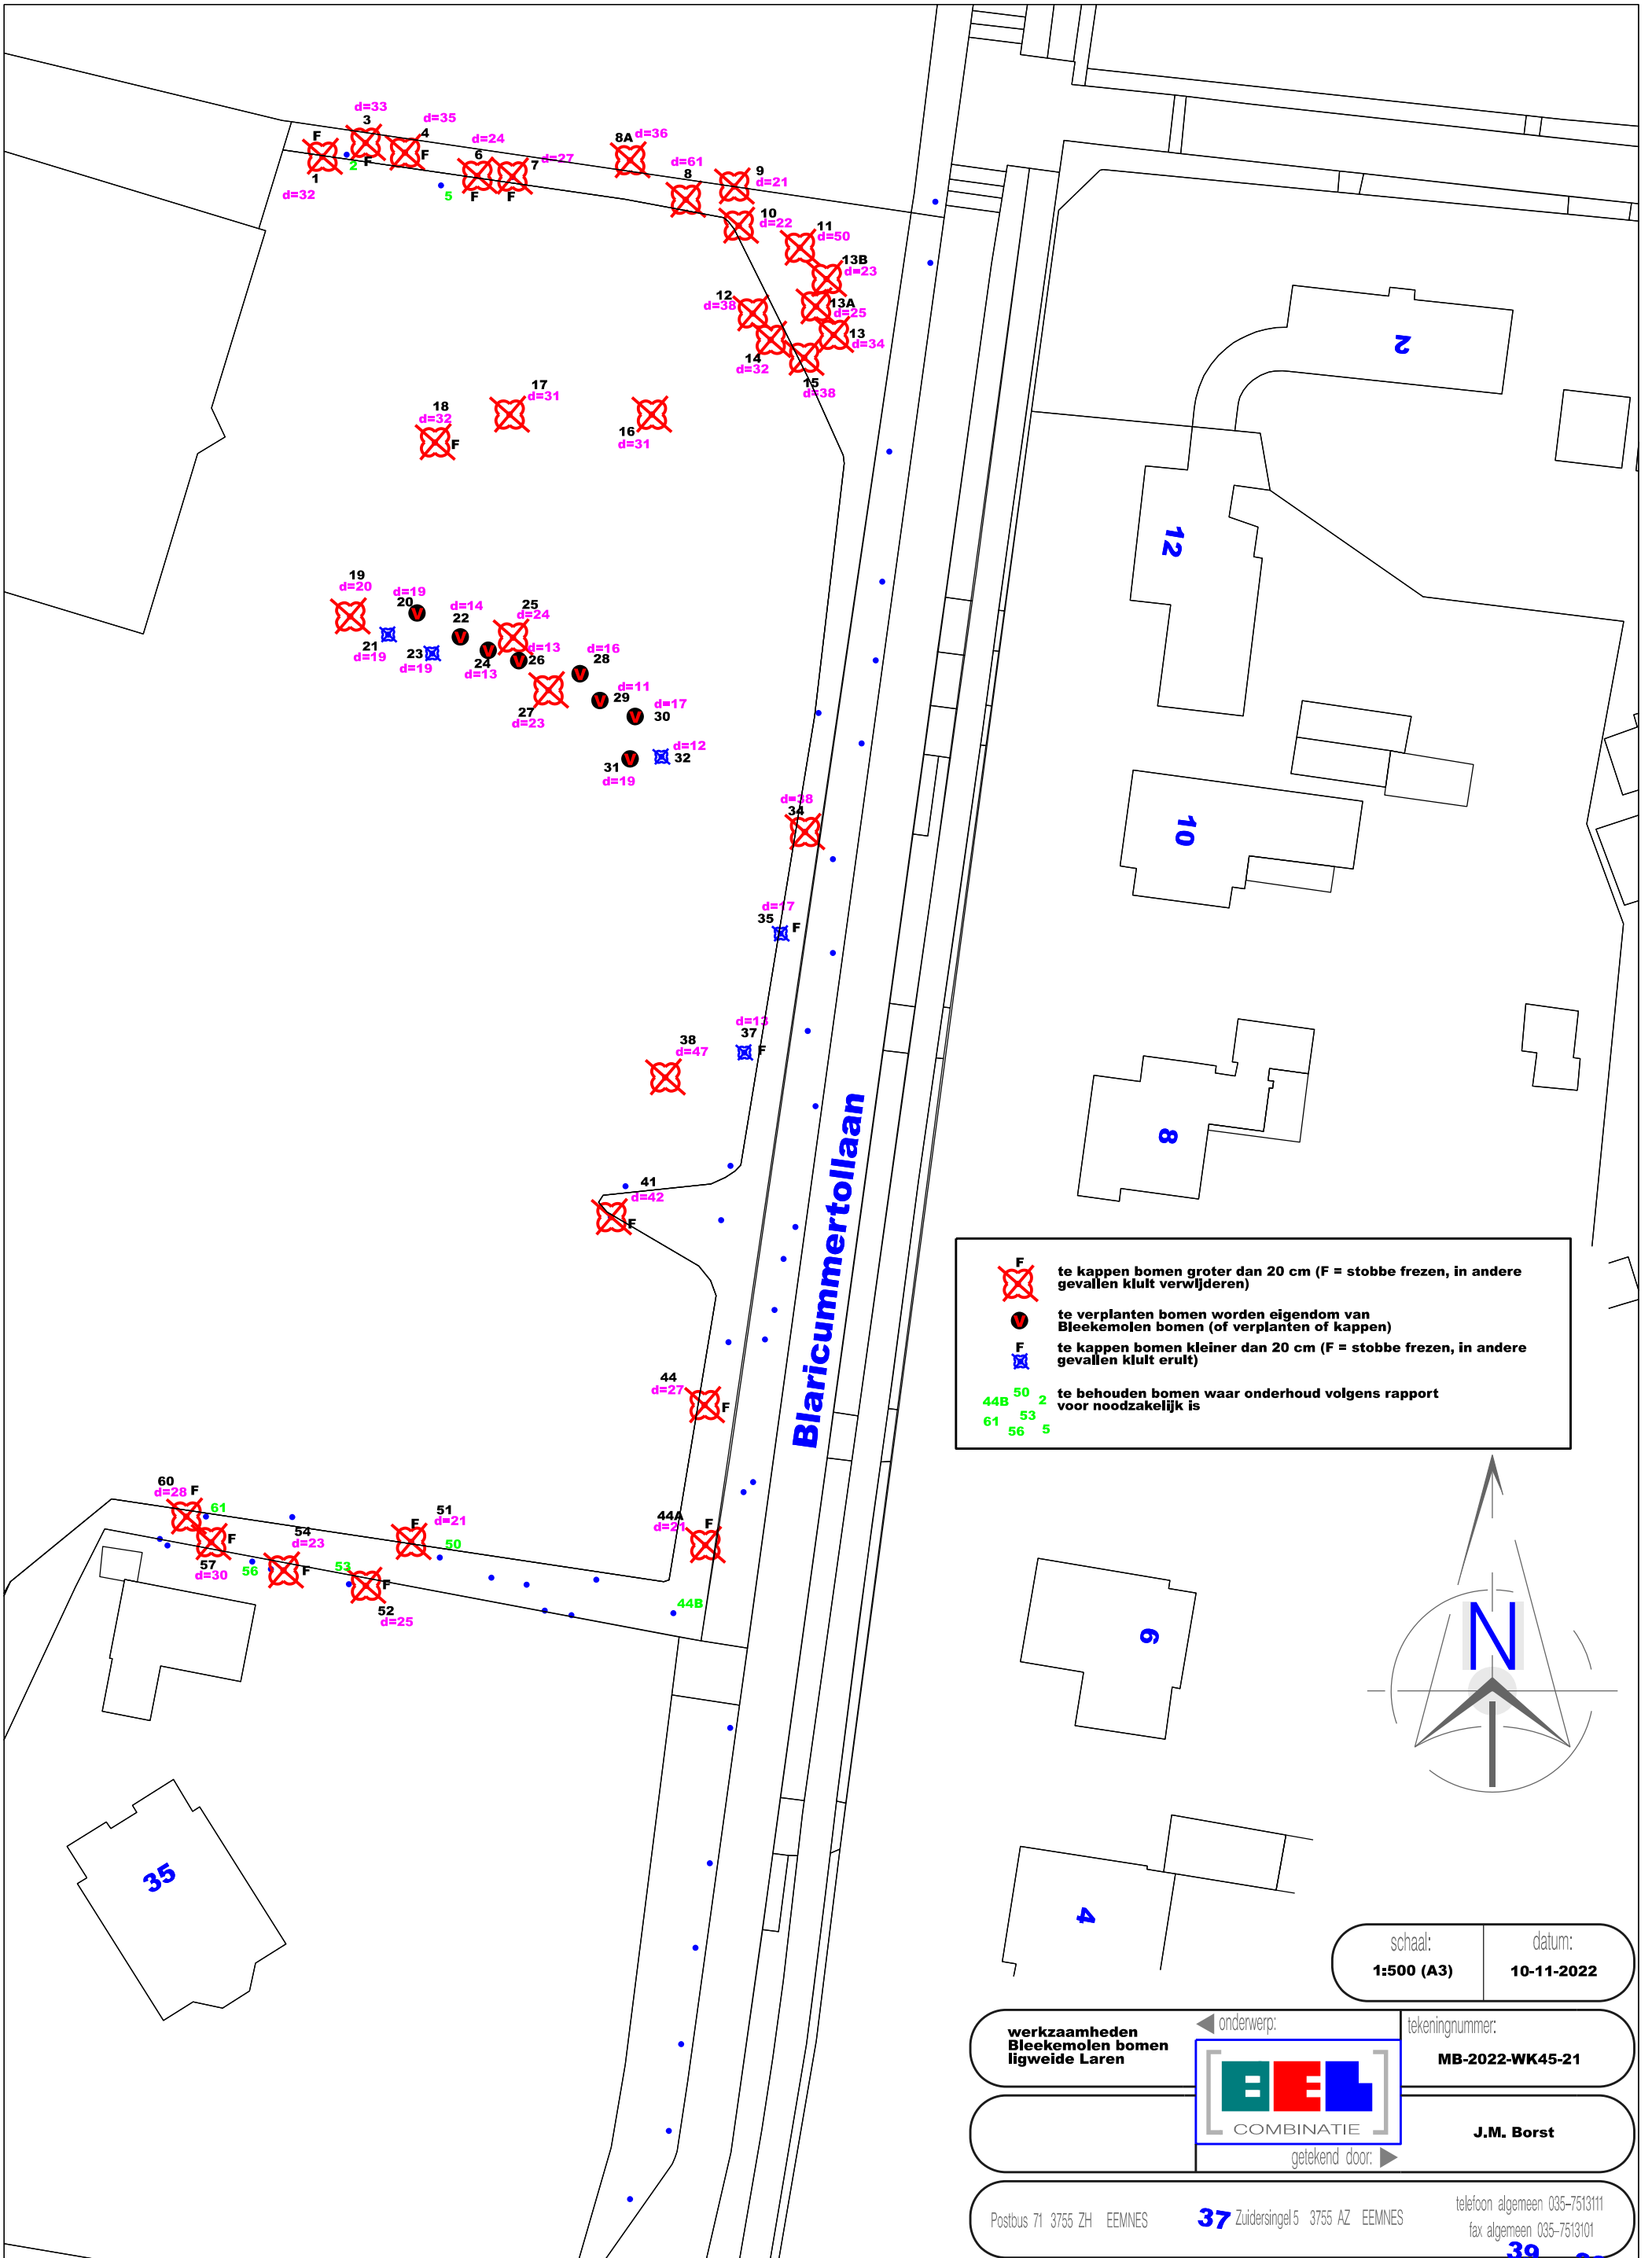 d=33
3
d=35
F
4
F
F
1
2
d=32
d=24
6
7
d=27
5
F
F
8A
d=36
d=61
8
9
d=21
10
d=22
11
d=50
13B
d=23
12
d=38
13A
d=25
13
d=34
14
d=32
15
d=38
17
d=31
18
d=32
F
16
d=31
2
12
19
d=20
d=19
20
d=14
22
25
d=24
21
d=19
23
d=19
24
d=13
d=13
26
d=16
28
27
d=23
d=11
29
d=17
30
d=12
32
31
d=19
V
V
V
V
V
V
V
V
d=38
34
10
d=17
35
F
d=13
37
F
38
d=47
8
41
d=42
F
Blaricummertollaan
F
te kappen bomen groter dan 20 cm (F = stobbe frezen, in andere
gevallen kluit verwijderen)
V
te verplanten bomen worden eigendom van
Bleekemolen bomen (of verplanten of kappen)
F
te kappen bomen kleiner dan 20 cm (F = stobbe frezen, in andere
gevallen kluit eruit)
44B
50
2
61
53
56
5
te behouden bomen waar onderhoud volgens rapport
voor noodzakelijk is
44
d=27
F
60
d=28
F
61
F
57
d=30
54
d=23
56
F
53
F
52
d=25
51
d=21
F
50
44A
d=21
F
44B
6
N
35
4
schaal:
1:500 (A3)
datum:
10-11-2022
werkzaamheden
Bleekemolen bomen
ligweide Laren
onderwerp:
tekeningnummer:
MB-2022-WK45-21
BEL
COMBINATIE
getekend door:
J.M. Borst
Postbus 71 3755 ZH EEMNES
37
Zuidersingel 5 3755 AZ EEMNES
telefoon algemeen 035-7513111
fax algemeen 035-7513101
39